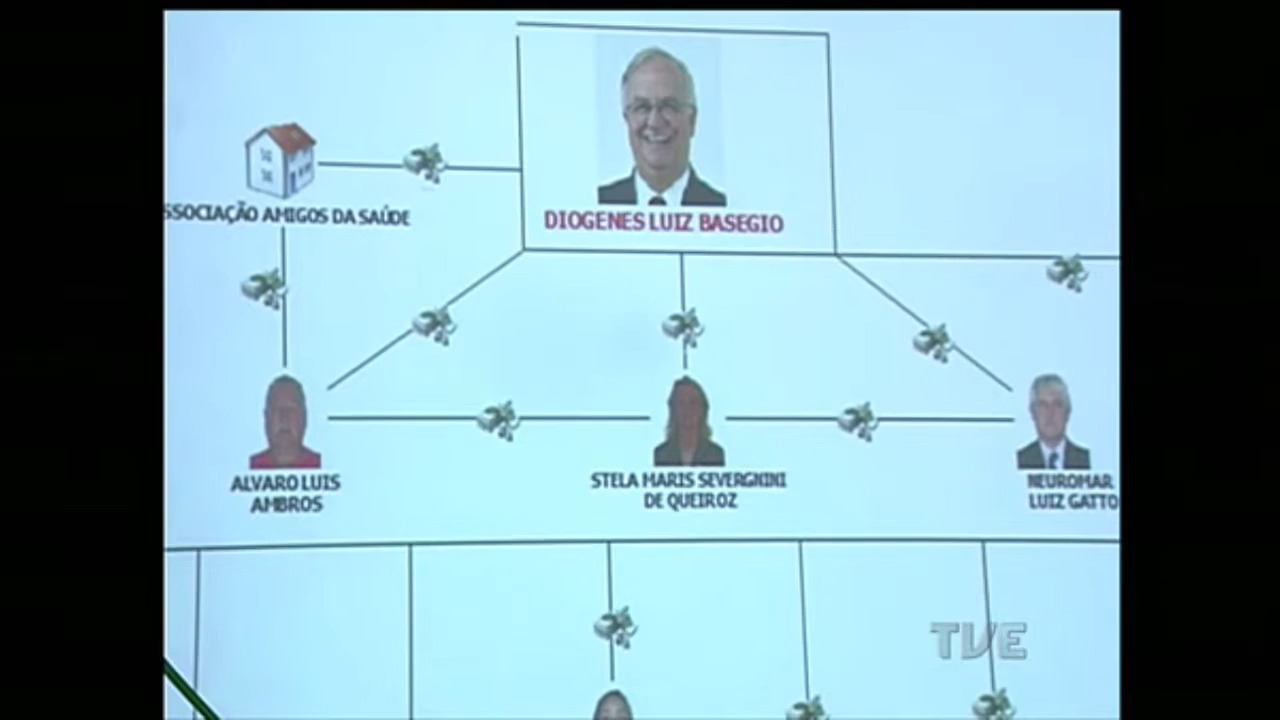 SSOCIAÇÃO AMIGOS DA SAÚDE
DIOGENES LUIZ BASEGIO
ALVARO LUIS
AMBROS
STELA MARIS SEVERGNINI
DE QUEIROZ
NEUROMAR
LUIZ GATTO
TVE